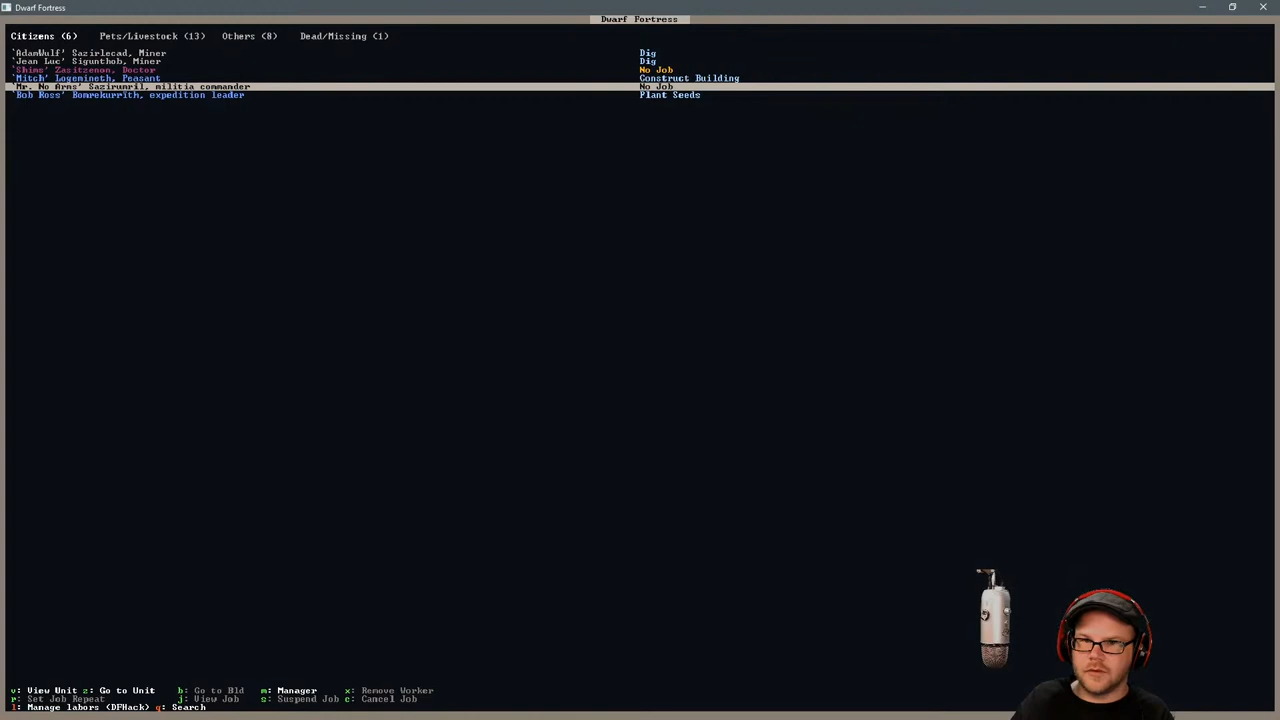 Dwarf Fortress
Dwarf Fortress
Citizens (6) Pets/Livestock (13) Others (8) Dead/Missing (1)
`AdamWulf' Sazirlecad, Miner Dig
`Jean Luc' Sigunthob, Miner Dig
`Shims' Zasitzenon, Doctor No Job
`Mitch' Logemineth, Peasant Construct Building
`Mr. No Arms' Sazirumril, militia commander No Job
`Bob Ross' Bomrekurrith, expedition leader Plant Seeds
v: View Unit z: Go to Unit b: Go to Bld m: Manager x: Remove Worker
r: Set Job Repeat j: View Job s: Suspend Job c: Cancel Job
l: Manage labors (DFHack) q: Search